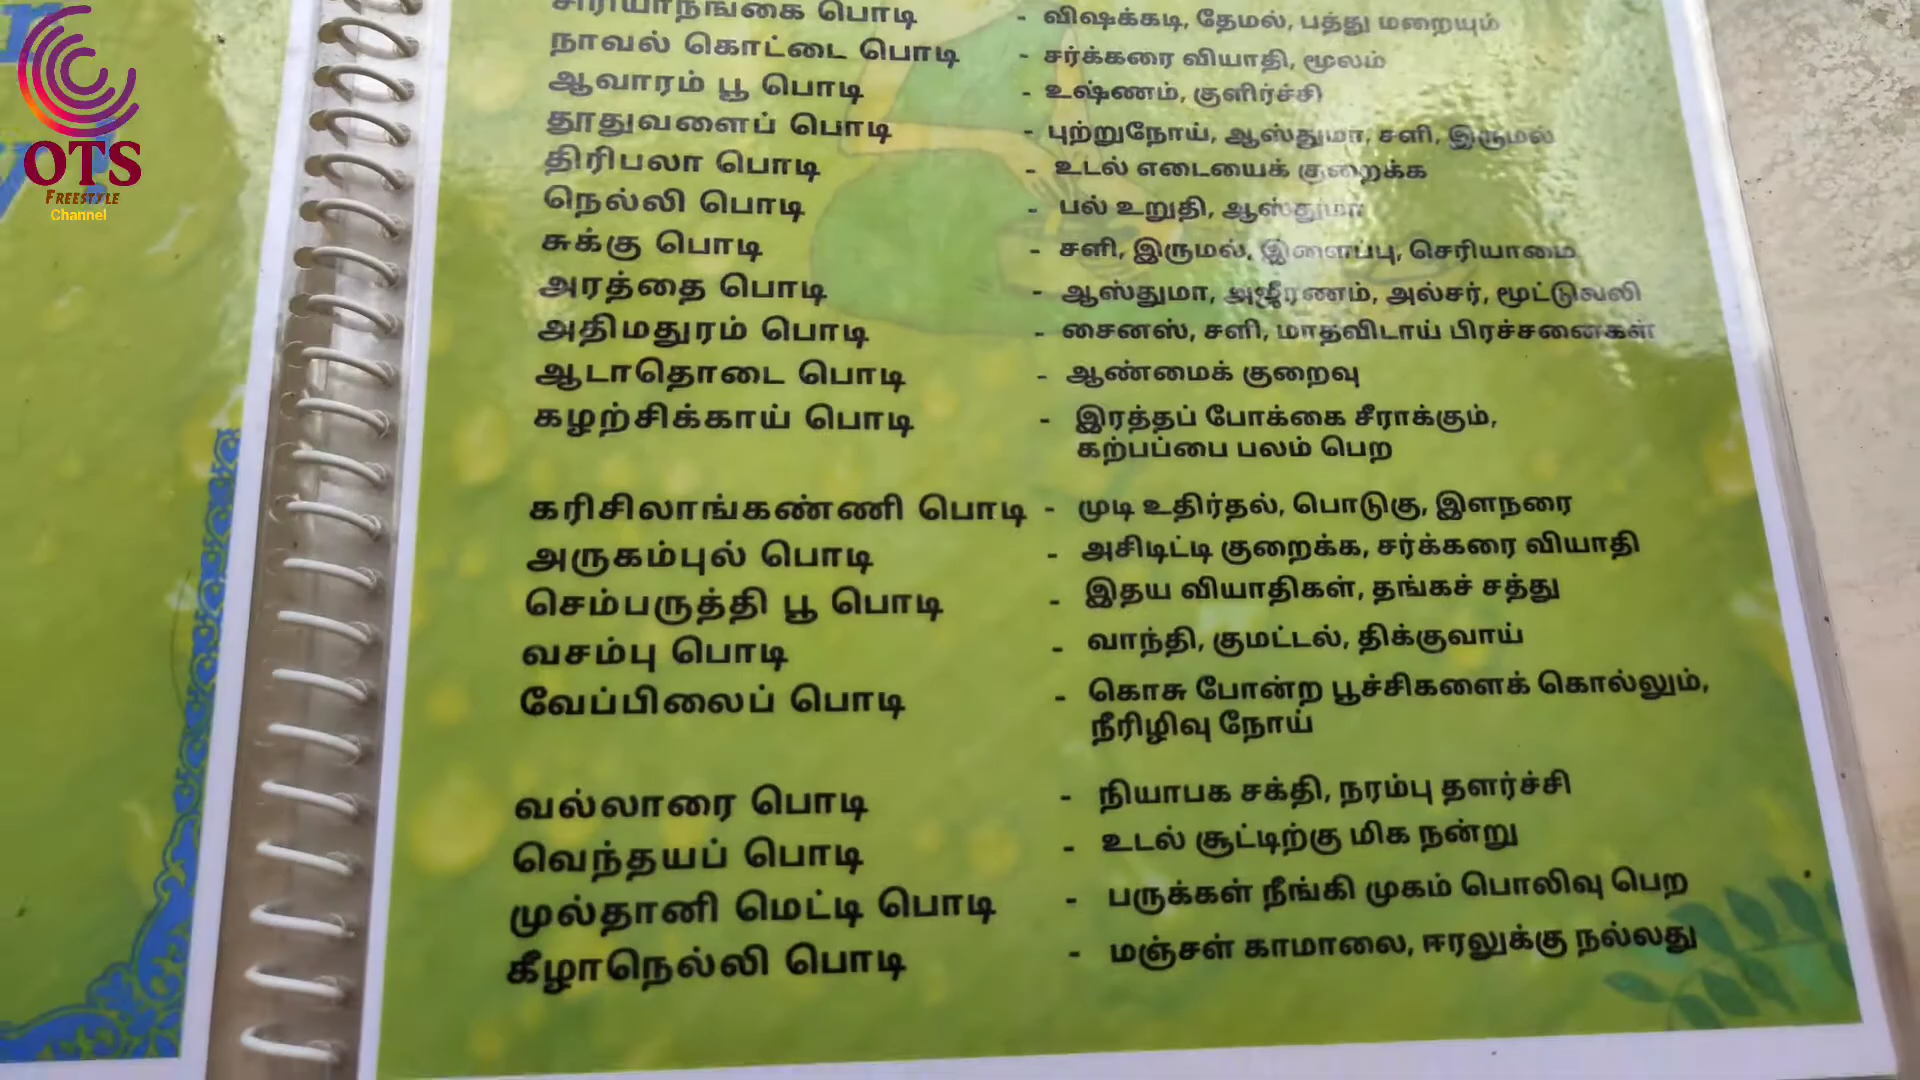 OTS
FREESTYLE
Channel
சிரியாநங்கை பொடி - விஷக்கடி, தேமல், பத்து மறையும்
நாவல் கொட்டை பொடி - சர்க்கரை வியாதி, மூலம்
ஆவாரம் பூ பொடி - உஷ்ணம், குளிர்ச்சி
தூதுவளைப் பொடி - புற்றுநோய், ஆஸ்துமா, சளி, இருமல்
திரிபலா பொடி - உடல் எடையைக் குறைக்க
நெல்லி பொடி - பல் உறுதி, ஆஸ்துமா
சுக்கு பொடி - சளி, இருமல், இளைப்பு, செரியாமை
அரத்தை பொடி - ஆஸ்துமா, அஜீரணம், அல்சர், மூட்டுவலி
அதிமதுரம் பொடி - சைனஸ், சளி, மாதவிடாய் பிரச்சனைகள்
ஆடாதொடை பொடி - ஆண்மைக் குறைவு
கழற்சிக்காய் பொடி - இரத்தப் போக்கை சீராக்கும்,
கற்பப்பை பலம் பெற
கரிசிலாங்கண்ணி பொடி - முடி உதிர்தல், பொடுகு, இளநரை
அருகம்புல் பொடி - அசிடிட்டி குறைக்க, சர்க்கரை வியாதி
செம்பருத்தி பூ பொடி - இதய வியாதிகள், தங்கச் சத்து
வசம்பு பொடி - வாந்தி, குமட்டல், திக்குவாய்
வேப்பிலைப் பொடி - கொசு போன்ற பூச்சிகளைக் கொல்லும்,
நீரிழிவு நோய்
வல்லாரை பொடி - நியாபக சக்தி, நரம்பு தளர்ச்சி
வெந்தயப் பொடி - உடல் சூட்டிற்கு மிக நன்று
முல்தானி மெட்டி பொடி - பருக்கள் நீங்கி முகம் பொலிவு பெற
கீழாநெல்லி பொடி - மஞ்சள் காமாலை, ஈரலுக்கு நல்லது